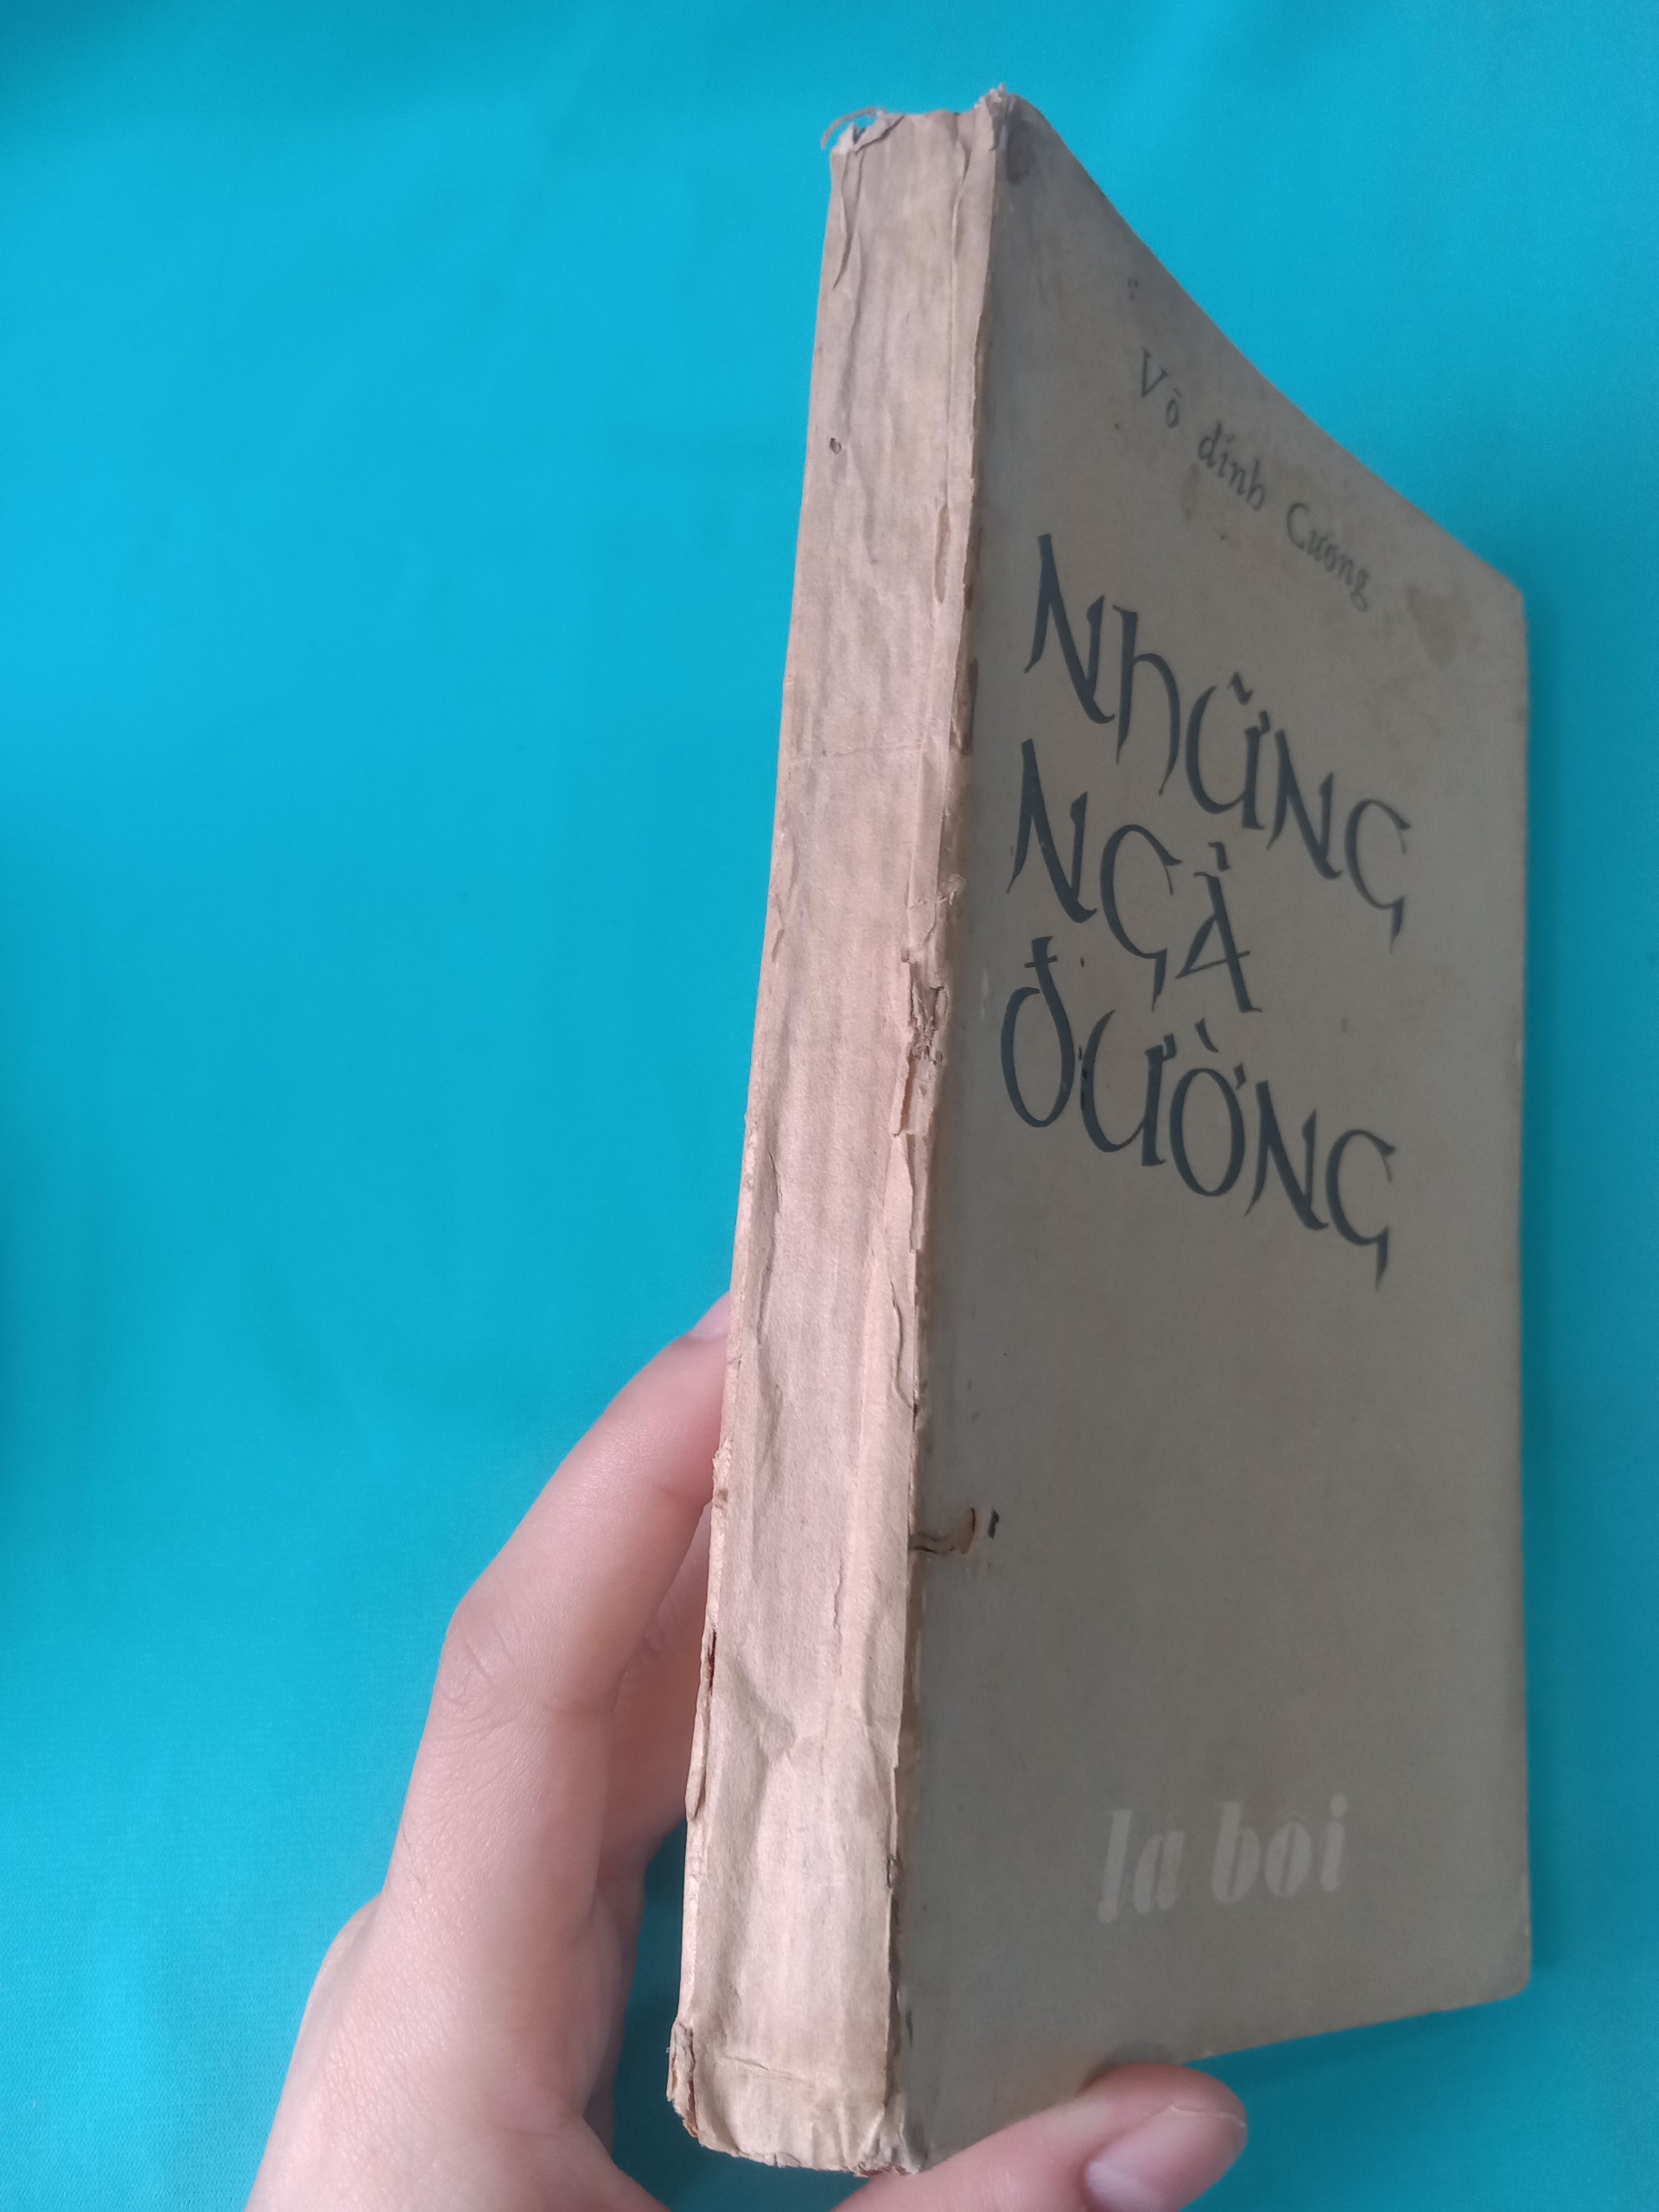 Võ đình Cường
NHỮNG
NGẢ
ĐƯỜNG
lá bối